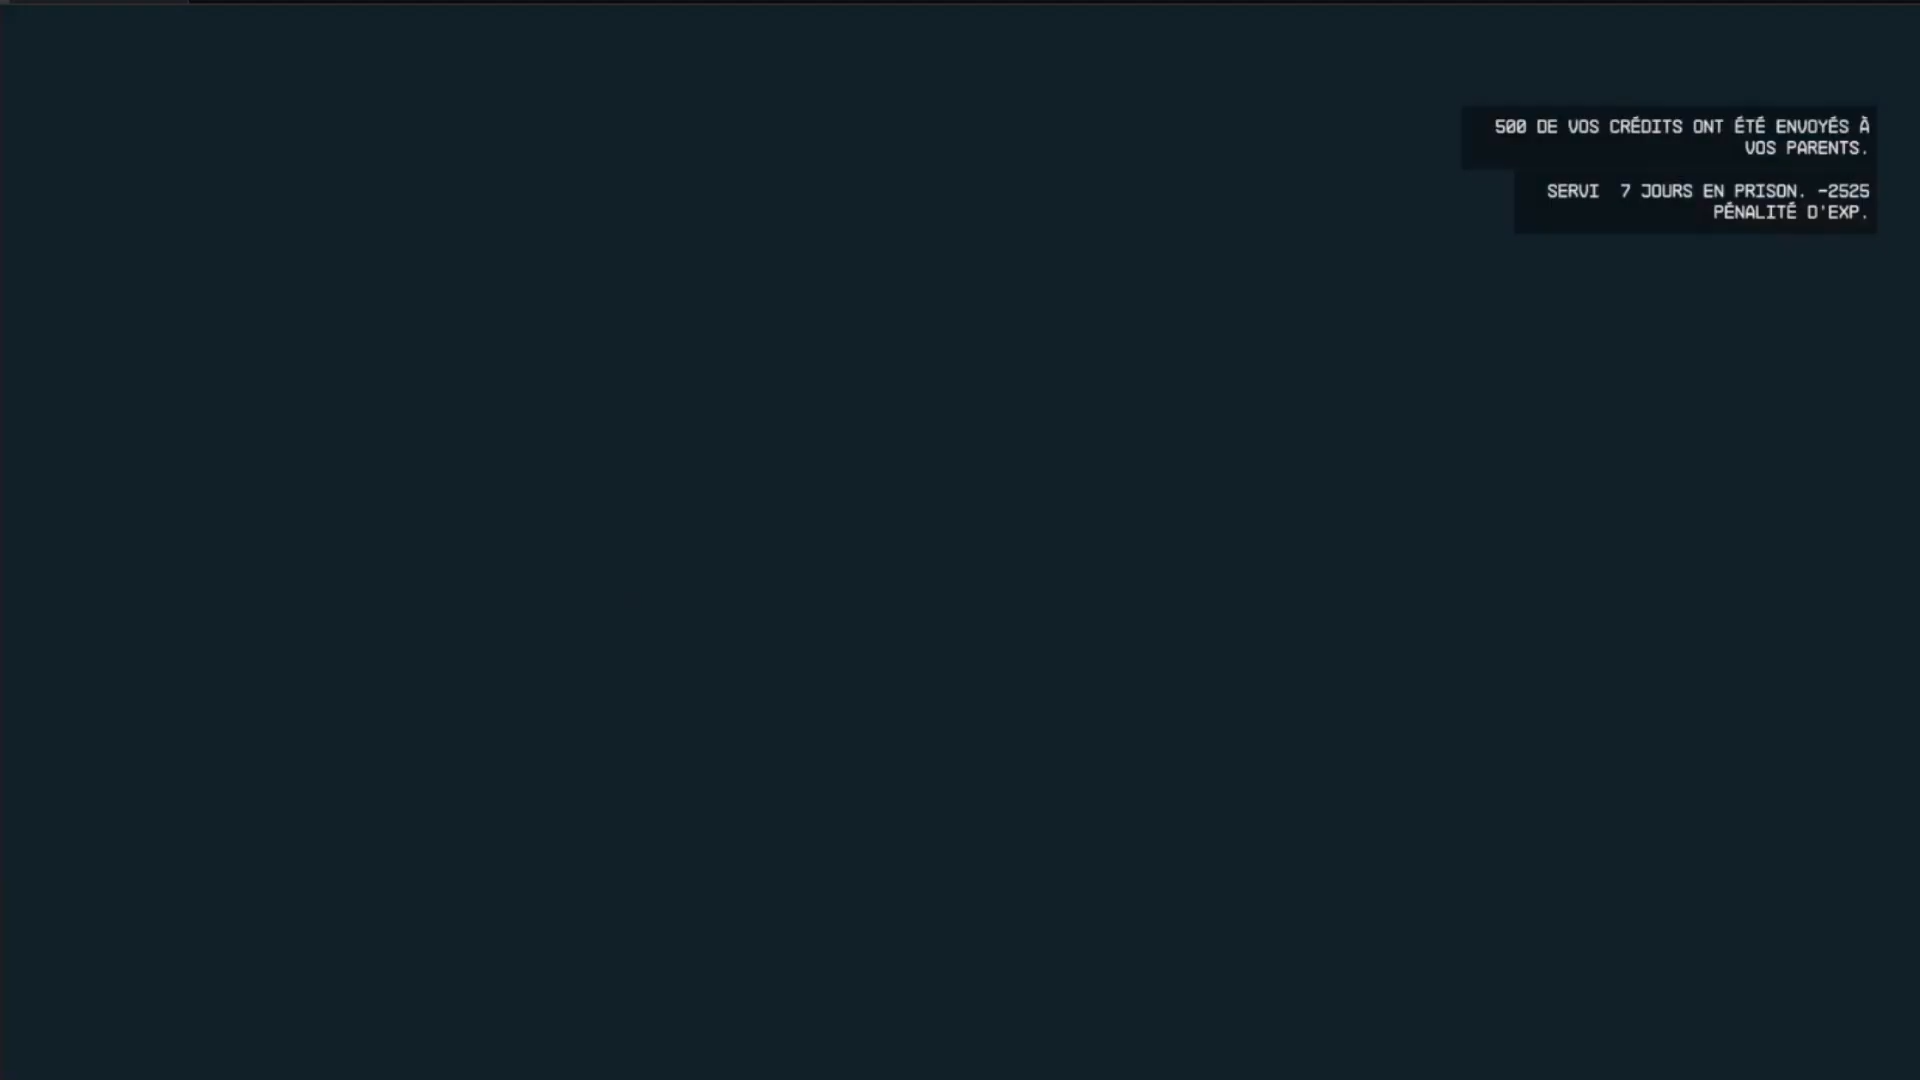 500 DE VOS CRÉDITS ONT ÉTÉ ENVOYÉS À
VOS PARENTS.
SERVI  7 JOURS EN PRISON. -2525
PÉNALITÉ D'EXP.